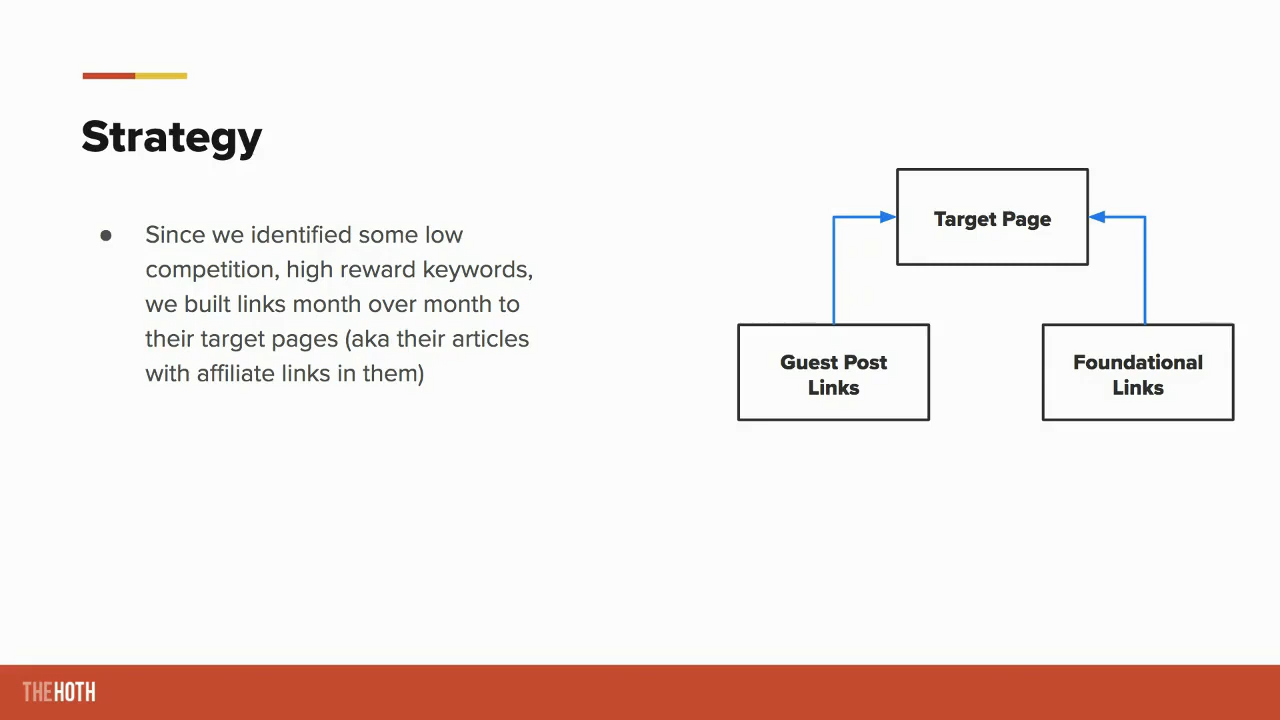 Strategy
● Since we identified some low
competition, high reward keywords,
we built links month over month to
their target pages (aka their articles
with affiliate links in them)
Target Page
Guest Post
Links
Foundational
Links
THEHOTH